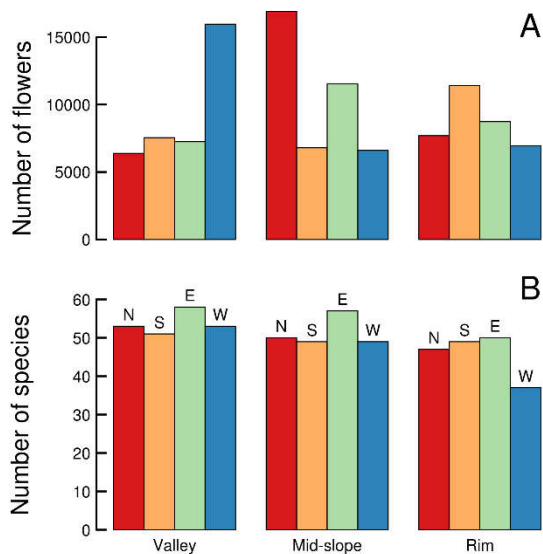 A
Number of flowers
15000
10000
5000
0
B
Number of species
60
50
40
30
20
10
0
N S E W
N S E W
N S E W
Valley Mid-slope Rim